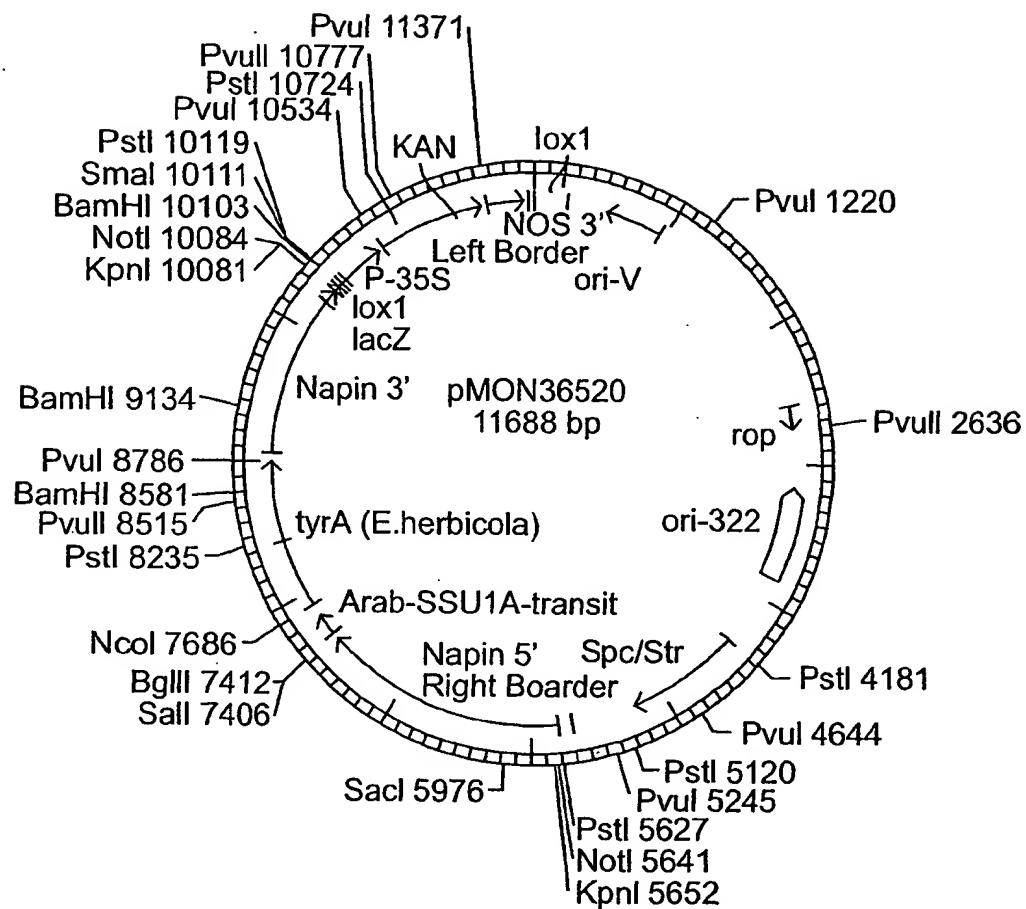 PvuI 11371
PvuII 10777
PstI 10724
PvuI 10534
PstI 10119
SmaI 10111
BamHI 10103
NotI 10084
KpnI 10081
KAN
lox1
NOS 3'
Left Border
P-35S
ori-V
lox1
lacZ
PvuI 1220
Napin 3'
pMON36520
11688 bp
BamHI 9134
rop
PvuII 2636
PvuI 8786
BamHI 8581
PvuII 8515
PstI 8235
tyrA (E.herbicola)
ori-322
Arab-SSU1A-transit
NcoI 7686
BglII 7412
SalI 7406
Napin 5'
Right Boarder
Spc/Str
PstI 4181
PvuI 4644
PstI 5120
PvuI 5245
SacI 5976
PstI 5627
NotI 5641
KpnI 5652